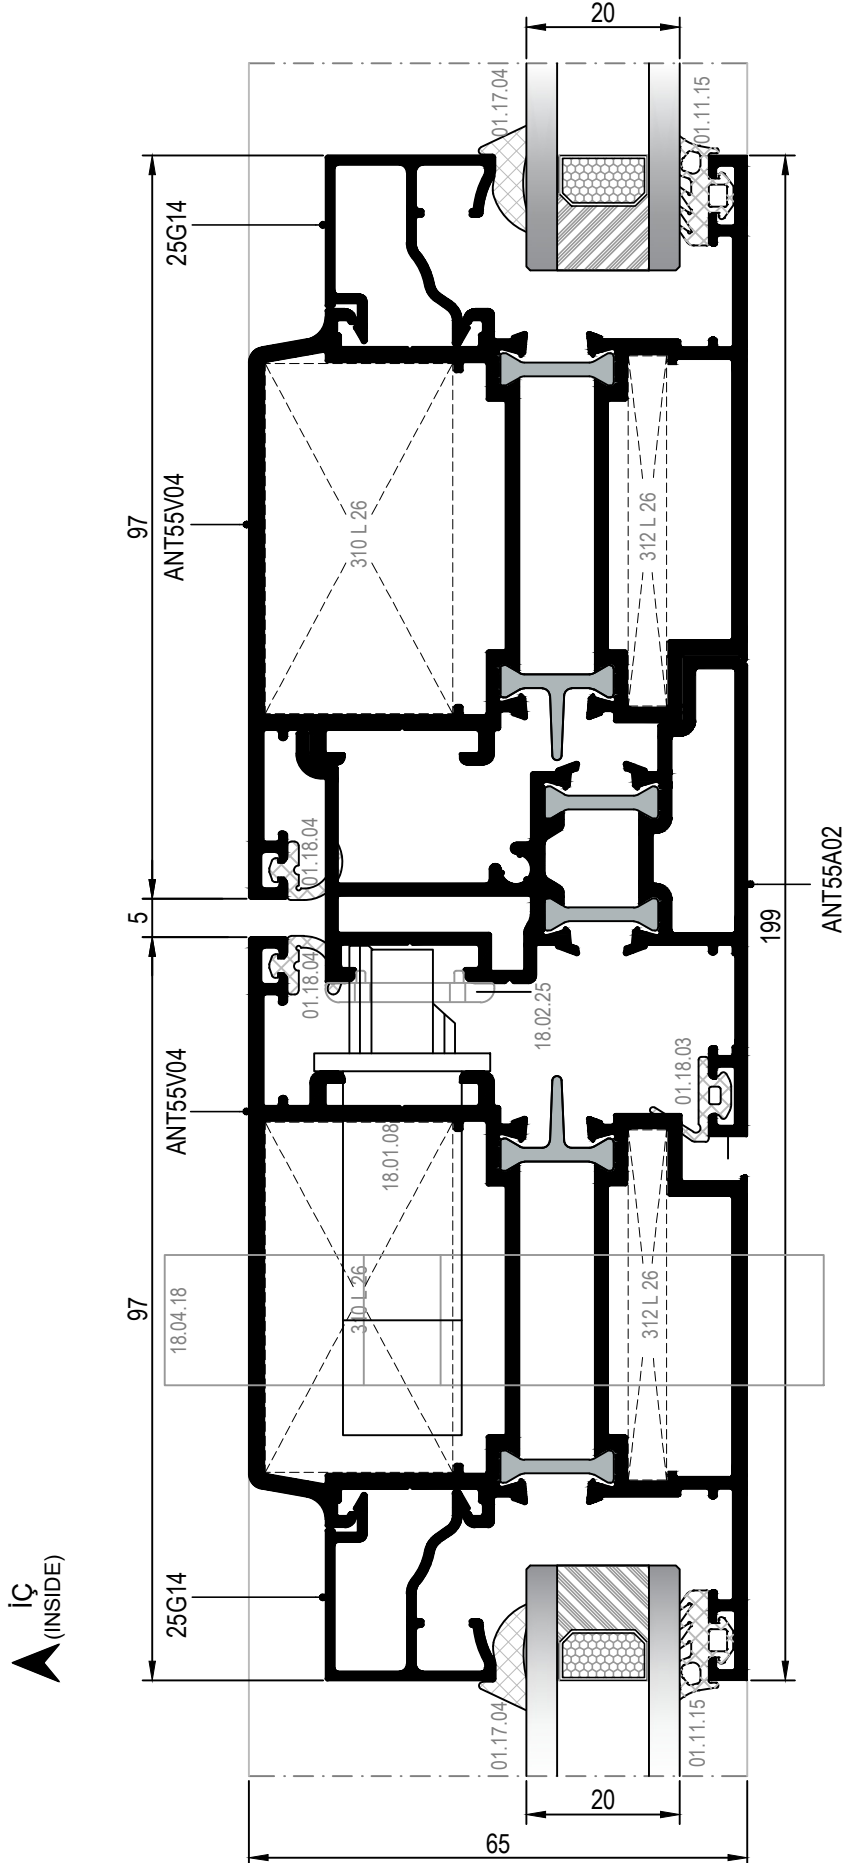 20
01.17.04
01.11.15
25G14
97
ANT55V04
310 L 26
312 L 26
01.18.04
5
ANT55A02
199
01.18.04
18.02.25
01.18.03
ANT55V04
18.01.08
97
18.04.18
310 L 26
312 L 26
İÇ
(INSIDE)
25G14
01.17.04
01.11.15
20
65